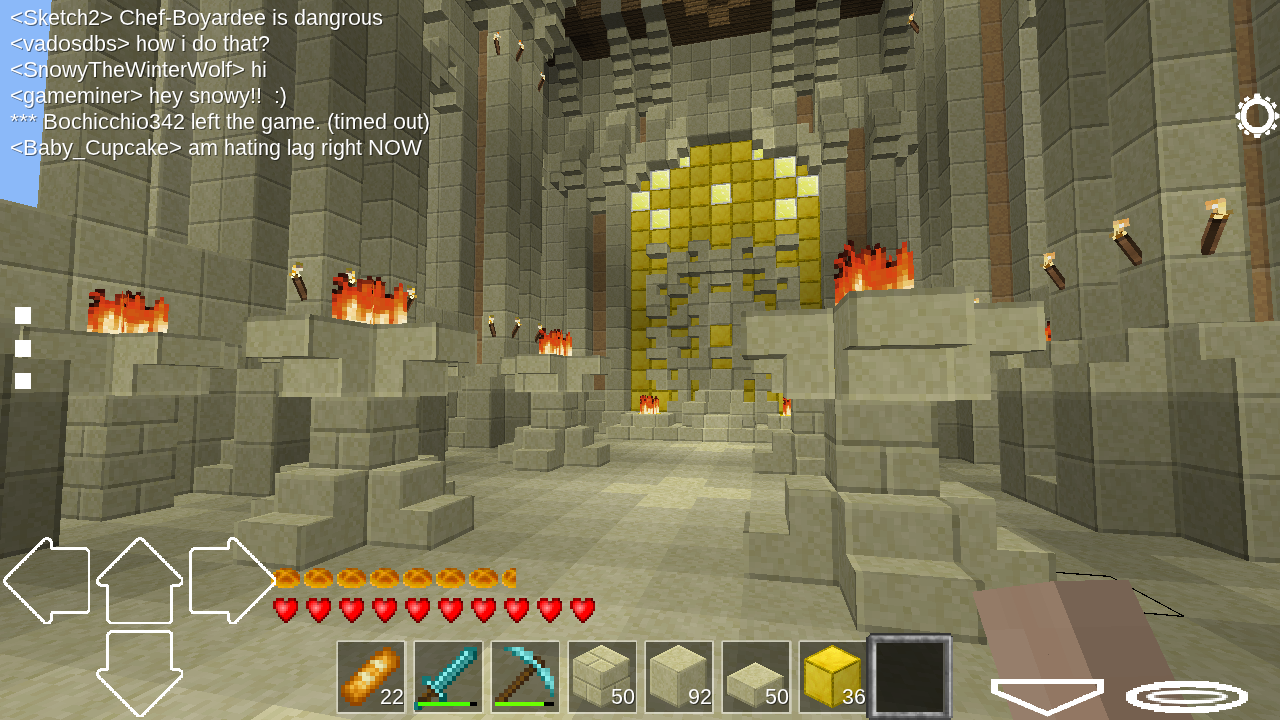 <Sketch2> Chef-Boyardee is dangrous
<vadosdbs> how i do that?
<SnowyTheWinterWolf> hi
<gameminer> hey snowy!!  :)
*** Bochicchio342 left the game. (timed out)
<Baby_Cupcake> am hating lag right NOW
22 50 92 50 36